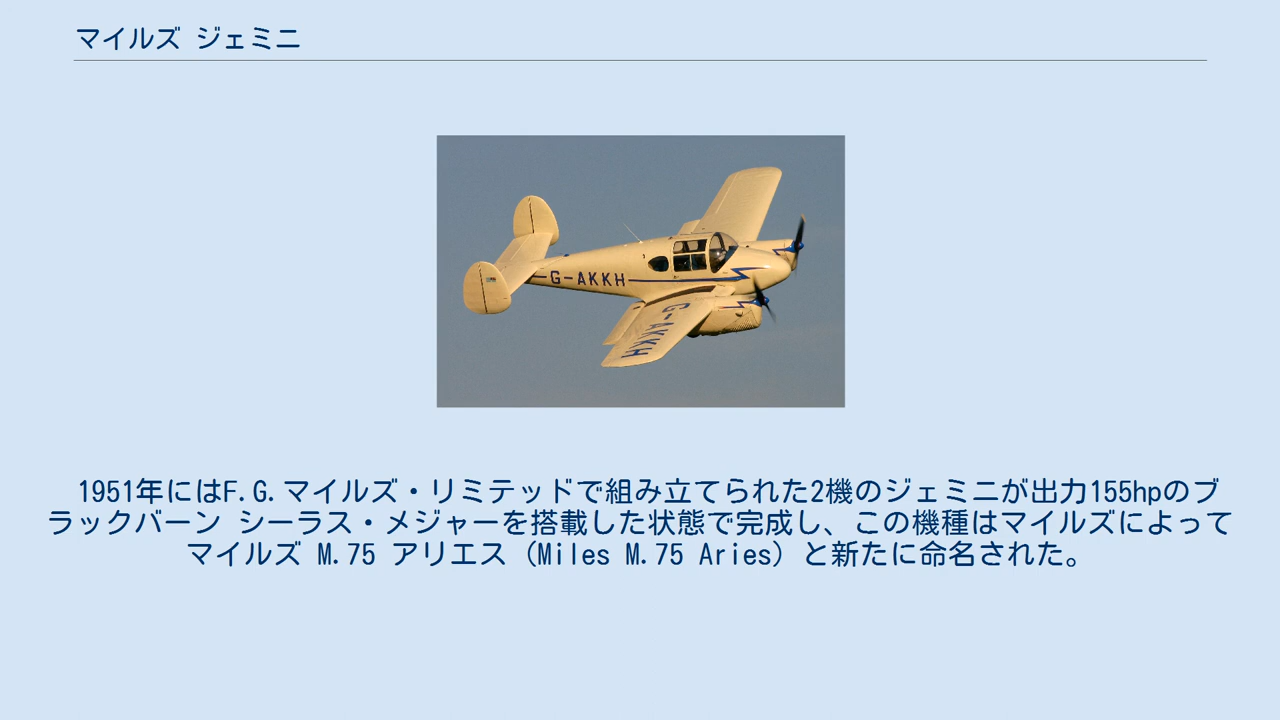 マイルズ ジェミニ
G-AKKH
G-AKKH
1951年にはF.G.マイルズ・リミテッドで組み立てられた2機のジェミニが出力155hpのブ
ラックバーン シーラス・メジャーを搭載した状態で完成し、この機種はマイルズによって
マイルズ M.75 アリエス（Miles M.75 Aries）と新たに命名された。